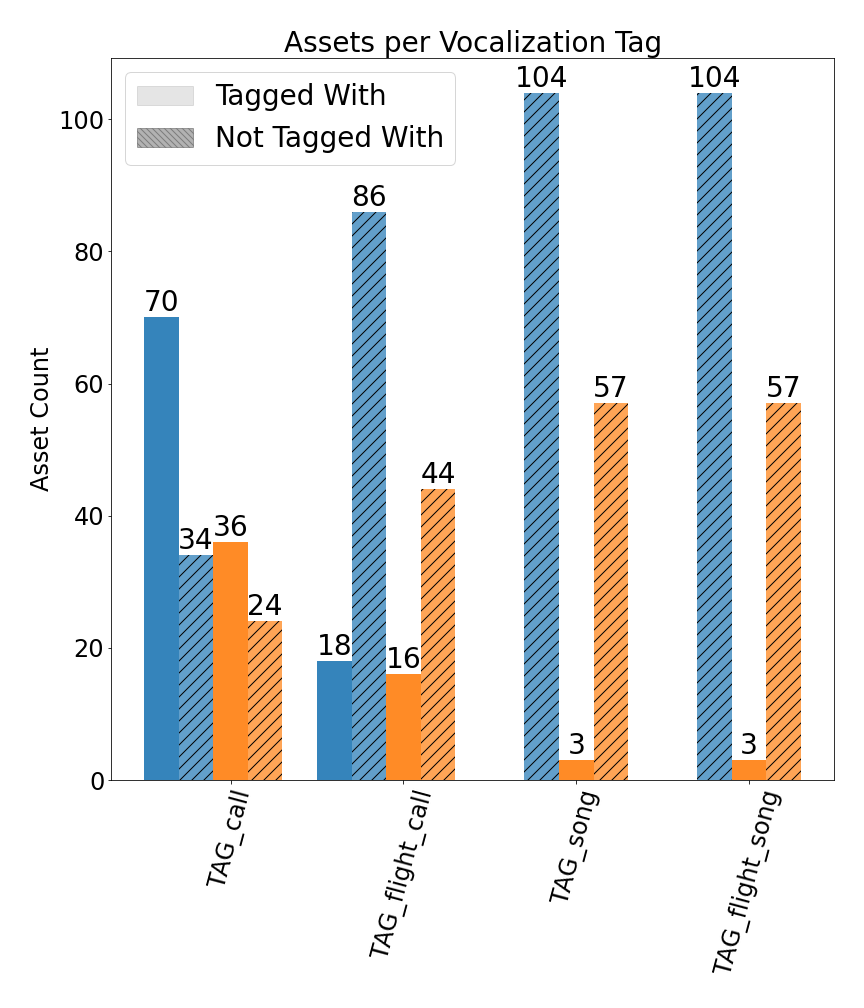 Assets per Vocalization Tag
Tagged With
Not Tagged With
Asset Count
100
80
60
40
20
0
70
34
36
24
18
86
16
44
104
3
57
104
3
57
TAG_call
TAG_flight_call
TAG_song
TAG_flight_song